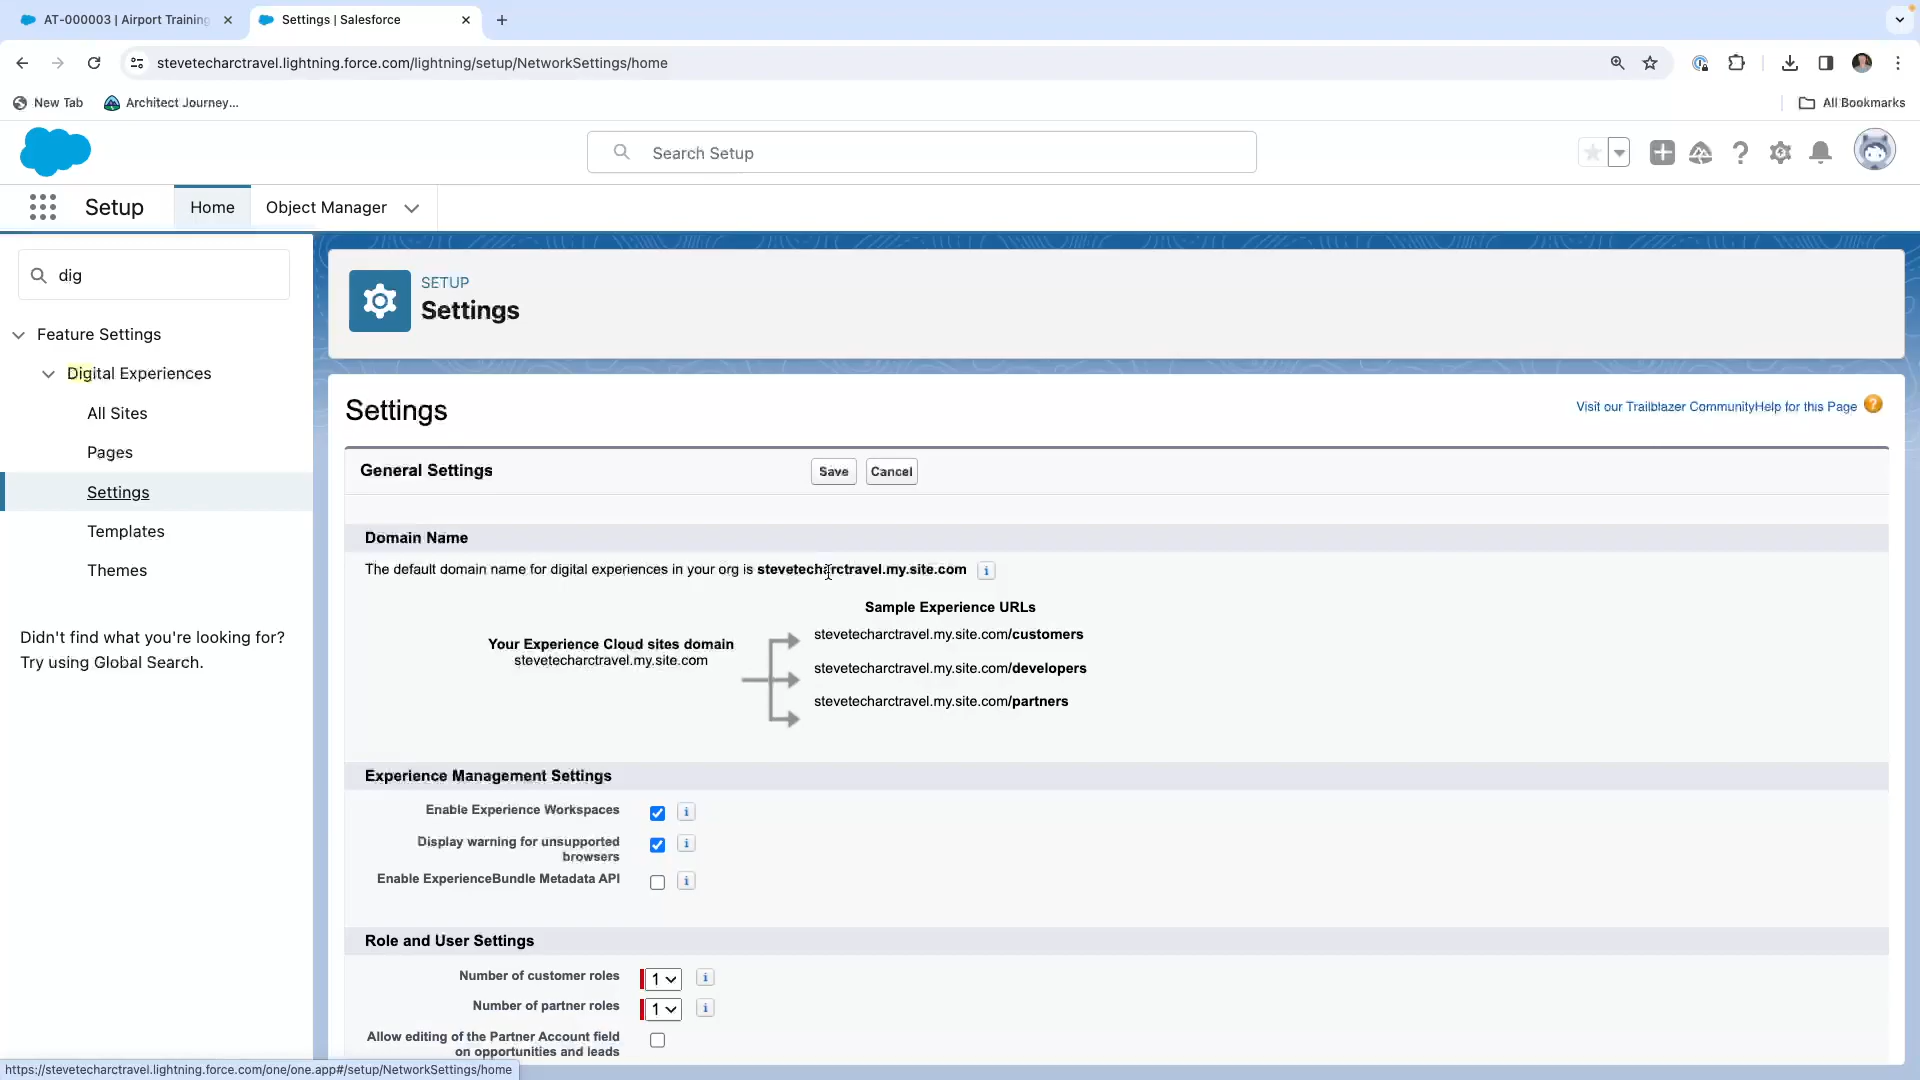 AT-000003 | Airport Training
Settings | Salesforce
stevetecharctravel.lightning.force.com/lightning/setup/NetworkSettings/home
New Tab
Architect Journey...
All Bookmarks
Search Setup
Setup
Home
Object Manager
dig
Feature Settings
Digital Experiences
All Sites
Pages
Settings
Templates
Themes
Didn't find what you're looking for?
Try using Global Search.
SETUP
Settings
Settings
Visit our Trailblazer CommunityHelp for this Page
General Settings
Save
Cancel
Domain Name
The default domain name for digital experiences in your org is stevetecharctravel.my.site.com
Sample Experience URLs
Your Experience Cloud sites domain
stevetecharctravel.my.site.com
stevetecharctravel.my.site.com/customers
stevetecharctravel.my.site.com/developers
stevetecharctravel.my.site.com/partners
Experience Management Settings
Enable Experience Workspaces
Display warning for unsupported
browsers
Enable ExperienceBundle Metadata API
Role and User Settings
Number of customer roles
1
Number of partner roles
1
Allow editing of the Partner Account field
on opportunities and leads
https://stevetecharctravel.lightning.force.com/one/one.app#/setup/NetworkSettings/home